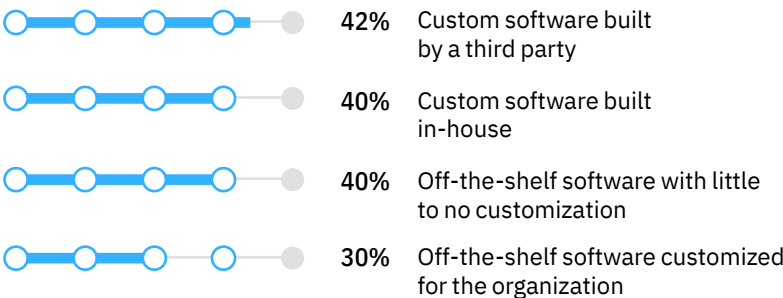 42% Custom software built
by a third party
40% Custom software built
in-house
40% Off-the-shelf software with little
to no customization
30% Off-the-shelf software customized
for the organization